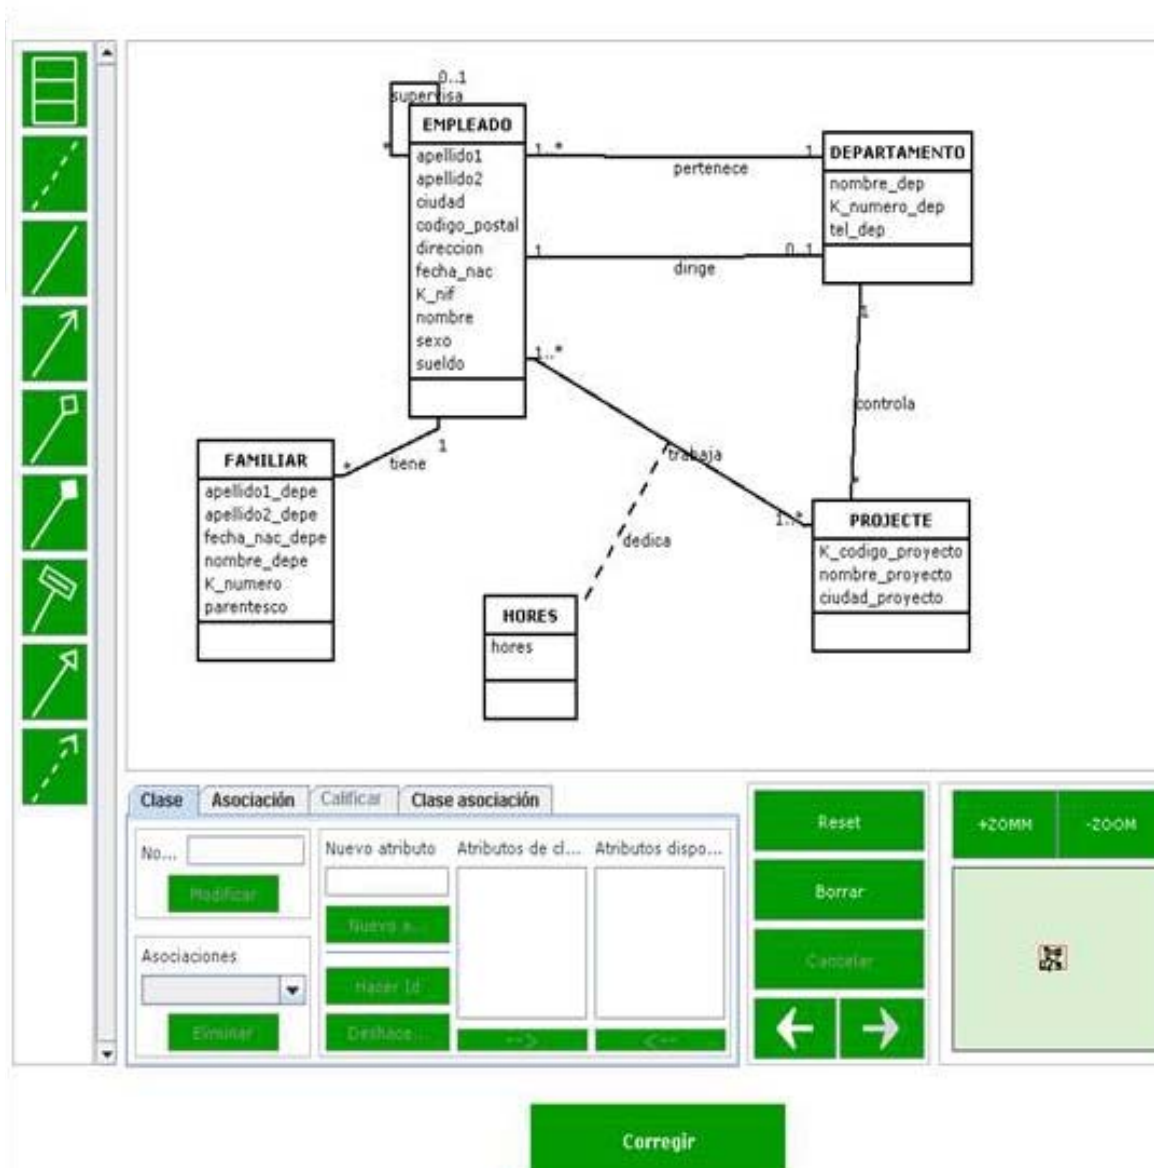 0..1
supervisa
*
EMPLEADO
apellido1
apellido2
ciudad
codigo_postal
direccion
fecha_nac
K_nif
nombre
sexo
sueldo
1..*
pertenece
1
DEPARTAMENTO
nombre_dep
K_numero_dep
tel_dep
1
dirige
0..1
1..*
1
controla
*
1
tiene
*
trabaja
1..*
FAMILIAR
apellido1_depe
apellido2_depe
fecha_nac_depe
nombre_depe
K_numero
parentesco
dedica
PROJECTE
K_codigo_proyecto
nombre_proyecto
ciudad_proyecto
HORES
hores
Clase
Asociación
Calificar
Clase asociación
No...
Modificar
Asociaciones
Eliminar
Nuevo atributo
Nuevo a...
Hacer Id
Deshace...
Atributos de cl...
-->
Atributos dispo...
<--
Reset
Borrar
Cancelar
+ZOMM
-ZOOM
Corregir